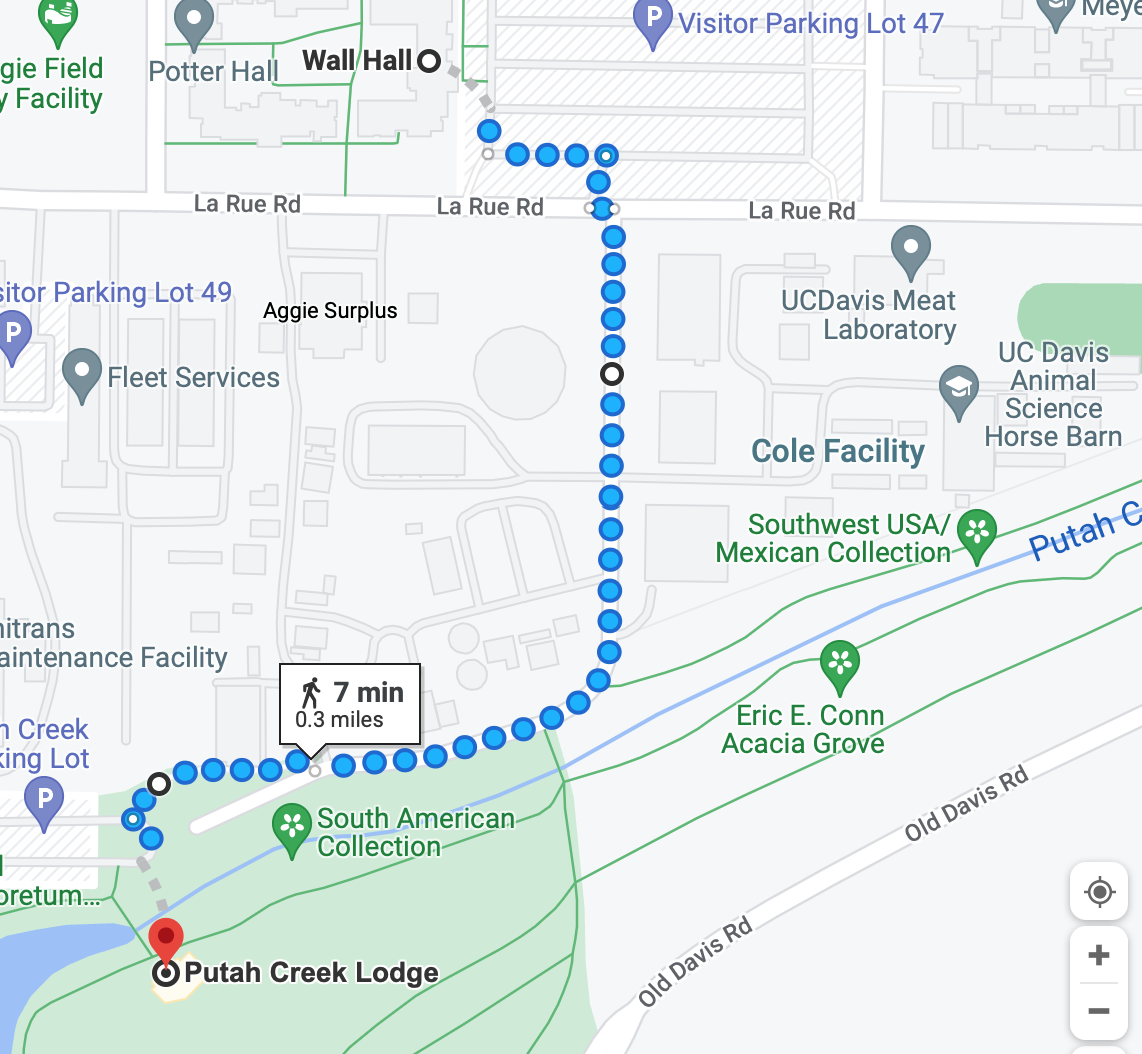 Visitor Parking Lot 47
Meye
Wall Hall
Potter Hall
gie Field
y Facility
P
La Rue Rd
La Rue Rd
La Rue Rd
sitor Parking Lot 49
P
Aggie Surplus
UCDavis Meat
Laboratory
Fleet Services
UC Davis
Animal
Science
Horse Barn
Cole Facility
Southwest USA/
Mexican Collection
Putah C
nitrans
aintenance Facility
7 min
0.3 miles
Eric E. Conn
Acacia Grove
h Creek
king Lot
P
South American
Collection
Old Davis Rd
oretum...
Old Davis Rd
Putah Creek Lodge